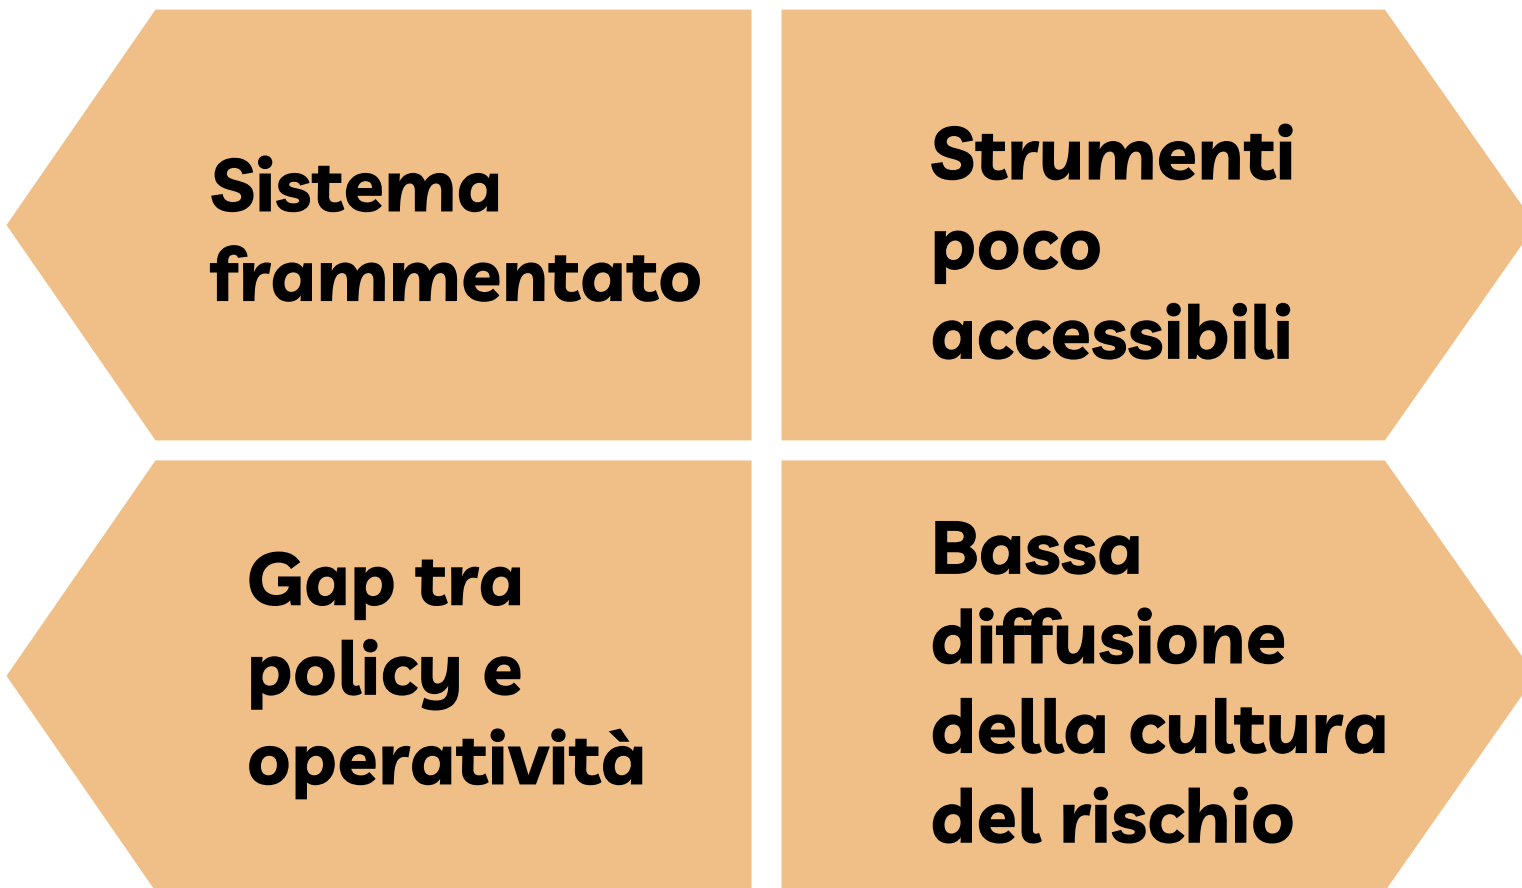 Sistema
frammentato
Strumenti
poco
accessibili
Gap tra
policy e
operatività
Bassa
diffusione
della cultura
del rischio